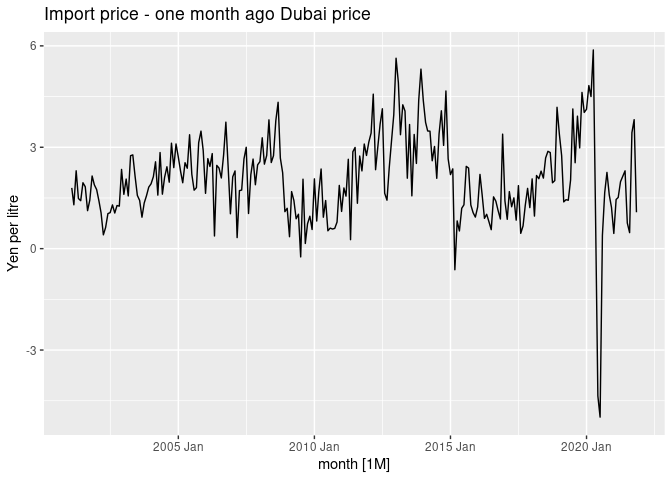 Import price - one month ago Dubai price
Yen per litre
6
3
0
-3
2005 Jan
2010 Jan
2015 Jan
2020 Jan
month [1M]